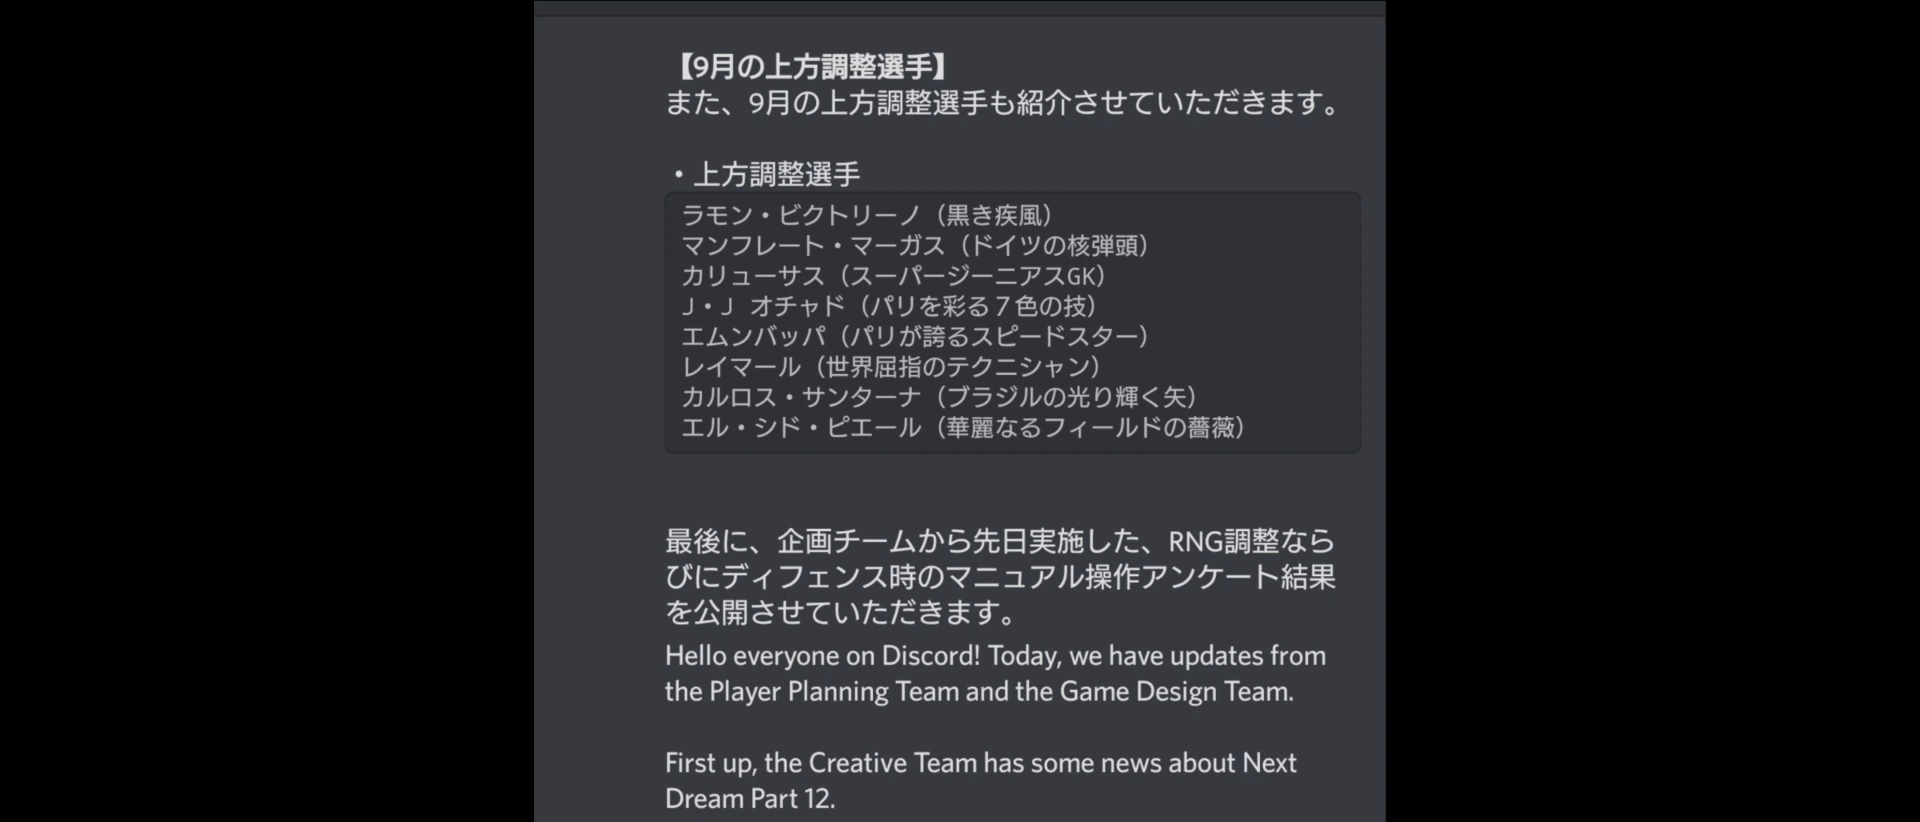 【9月の上方調整選手】
また、9月の上方調整選手も紹介させていただきます。
・上方調整選手
ラモン・ビクトリーノ（黒き疾風）
マンフレート・マーガス（ドイツの核弾頭）
カリューサス（スーパージーニアスGK）
J・J オチャド（パリを彩る７色の技）
エムンバッパ（パリが誇るスピードスター）
レイマール（世界屈指のテクニシャン）
カルロス・サンターナ（ブラジルの光り輝く矢）
エル・シド・ピエール（華麗なるフィールドの薔薇）
最後に、企画チームから先日実施した、RNG調整なら
びにディフェンス時のマニュアル操作アンケート結果
を公開させていただきます。
Hello everyone on Discord! Today, we have updates from
the Player Planning Team and the Game Design Team.
First up, the Creative Team has some news about Next
Dream Part 12.